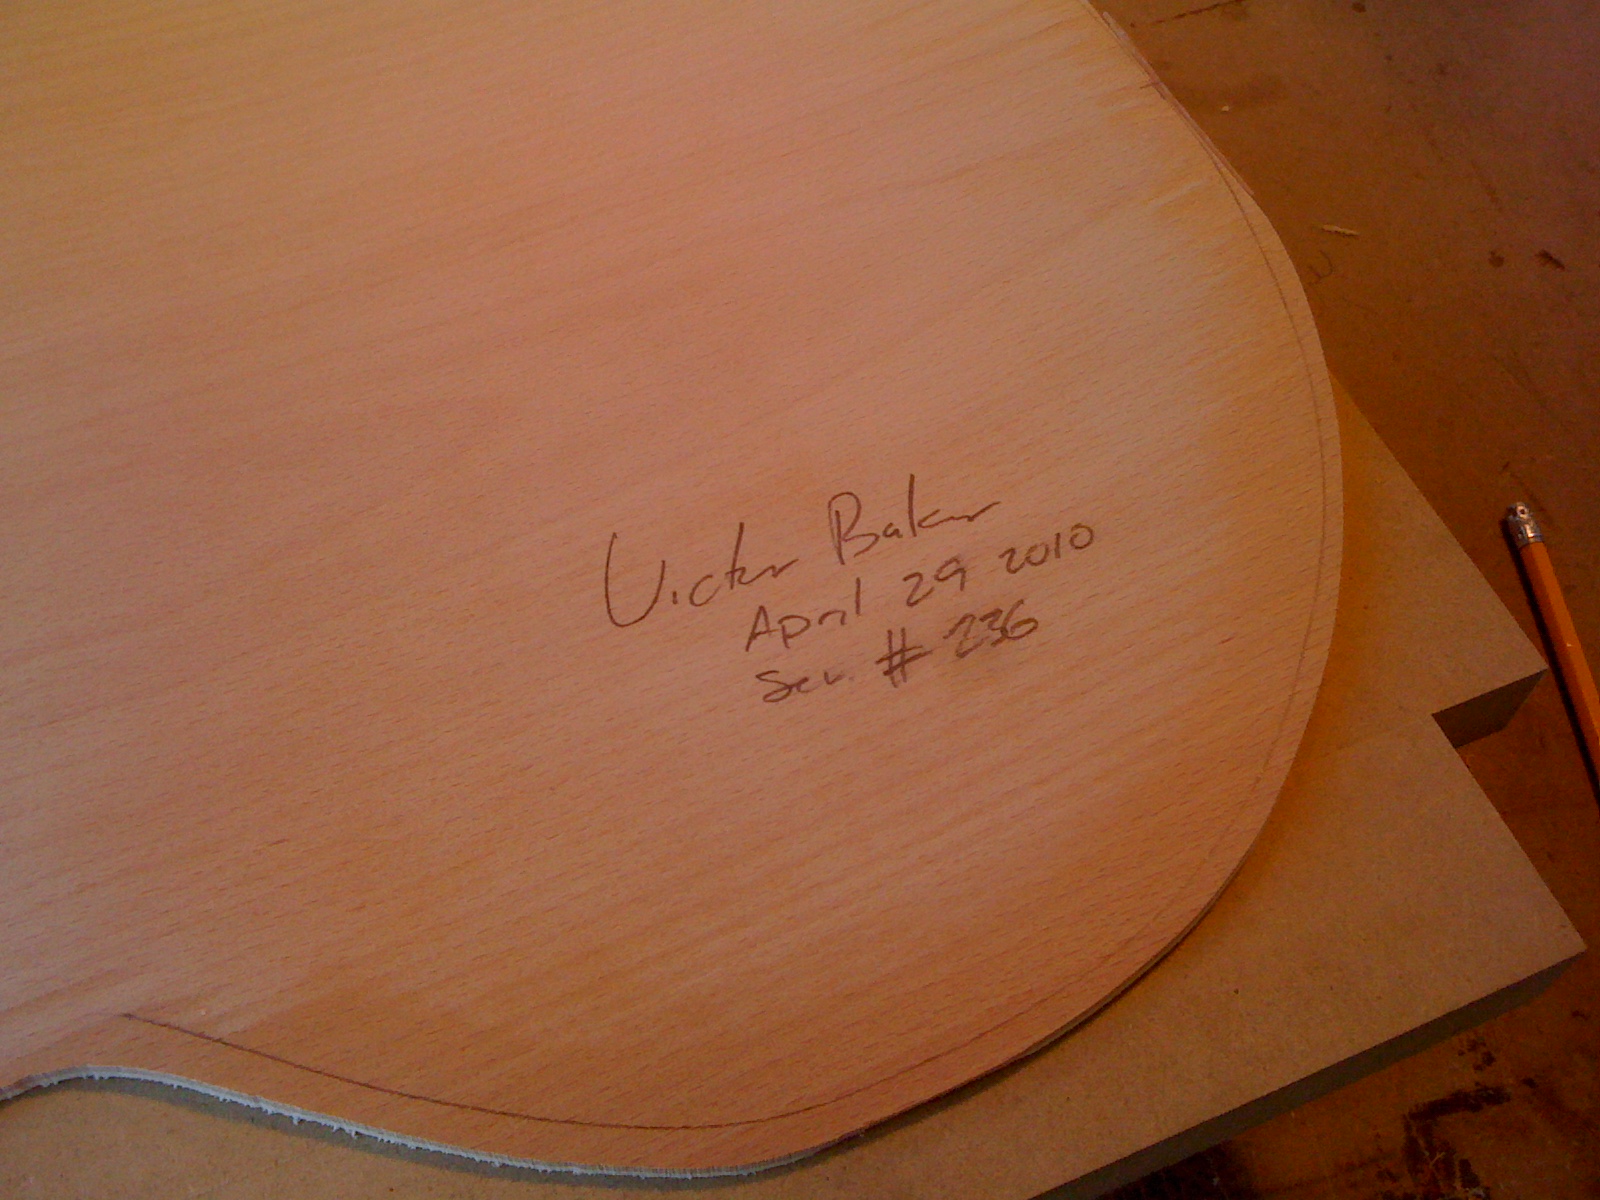 Victor Baker
April 29 2010
Ser. # 236